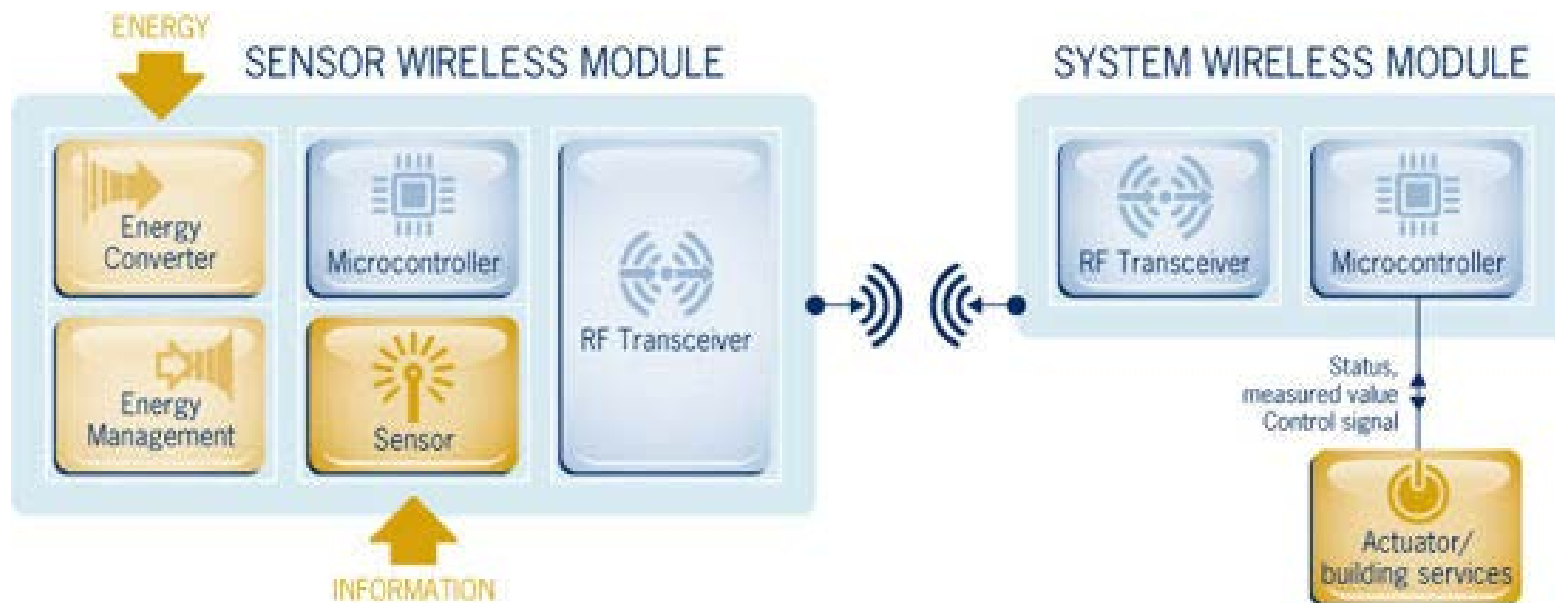 ENERGY
SENSOR WIRELESS MODULE
SYSTEM WIRELESS MODULE
Energy
Converter
Microcontroller
RF Transceiver
Energy
Management
Sensor
INFORMATION
RF Transceiver
Microcontroller
Status,
measured value
Control signal
Actuator/
building services